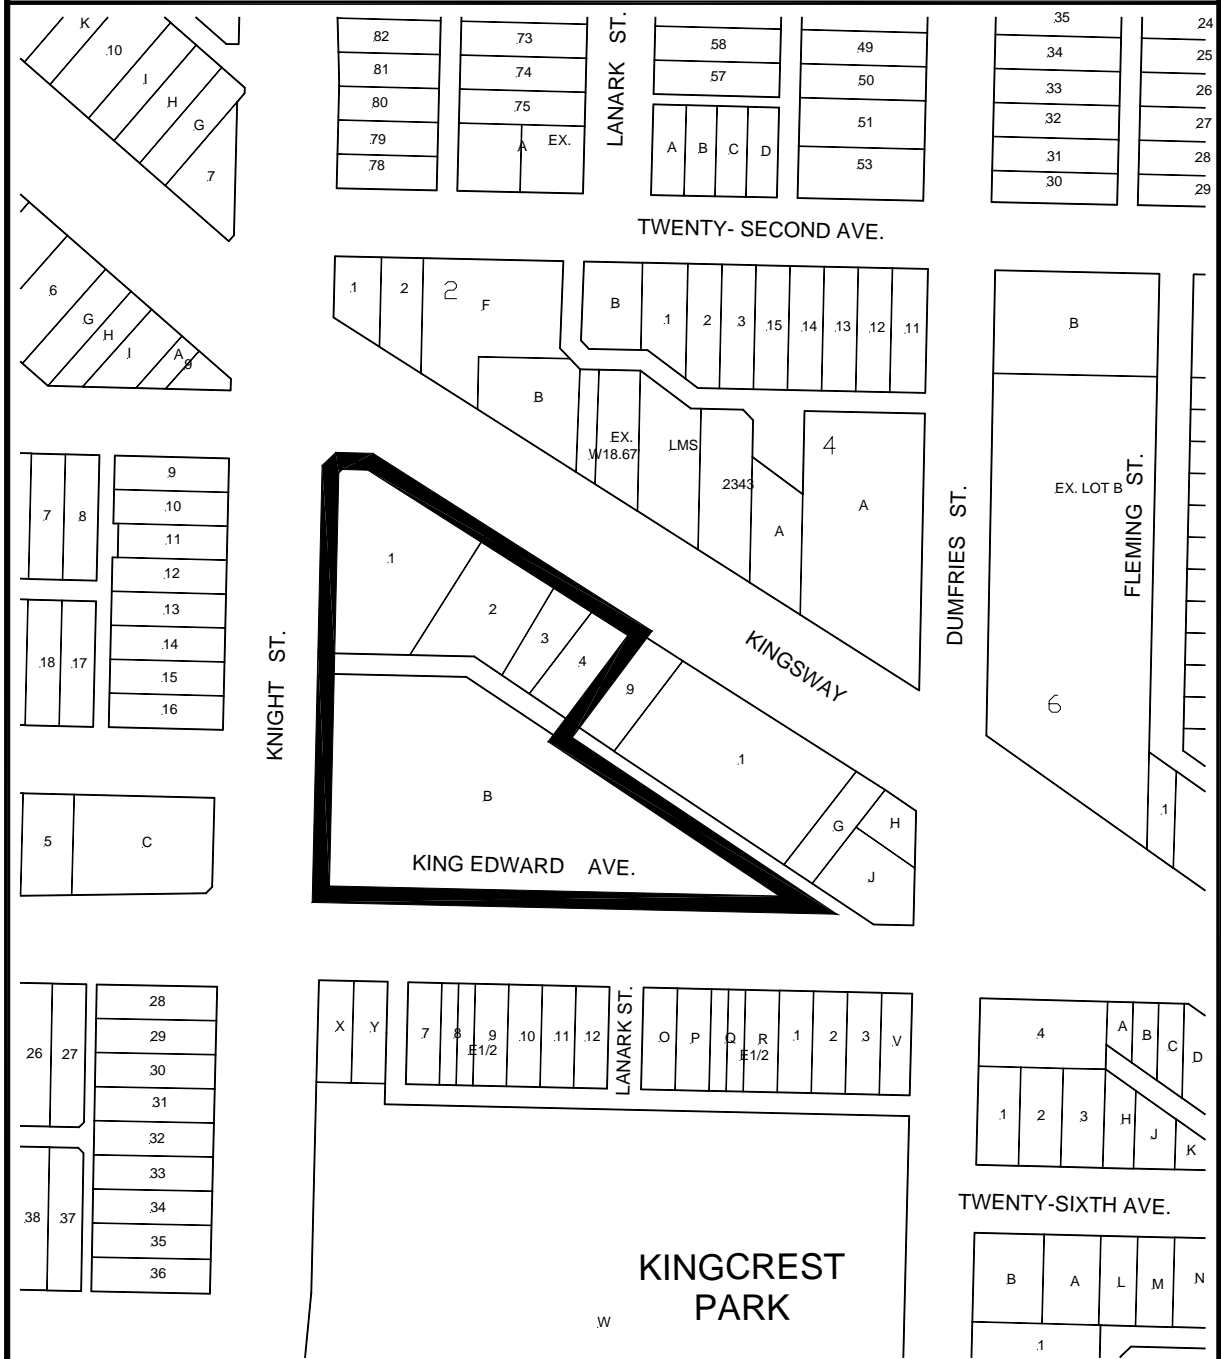 K
10
J
H
G
7
82
81
80
79
78
73
74
75
A
EX.
LANARK ST.
58
57
A B C D
49
50
51
53
35
34
33
32
31
30
24
25
26
27
28
29
TWENTY- SECOND AVE.
6
G
H
I
A
9
1
2
2
F
B
B
1
2
3
15
14
13
12
11
EX.
W18.67'
LMS
2343
A
4
A
B
EX. LOT B
6
1
DUMFRIES ST.
FLEMING ST.
7
8
9
10
11
12
13
14
15
16
18
17
KNIGHT ST.
1
2
3
4
9
1
G
H
J
KINGSWAY
B
KING EDWARD AVE.
5
C
26
27
28
29
30
31
32
33
34
35
36
38
37
X
Y
7
8
9
E1/2
10
11
12
LANARK ST.
O
P
Q
R
E1/2
1
2
3
V
4
A
B
C
D
1
2
3
H
J
K
TWENTY-SIXTH AVE.
B
A
L
M
N
1
KINGCREST
PARK
W